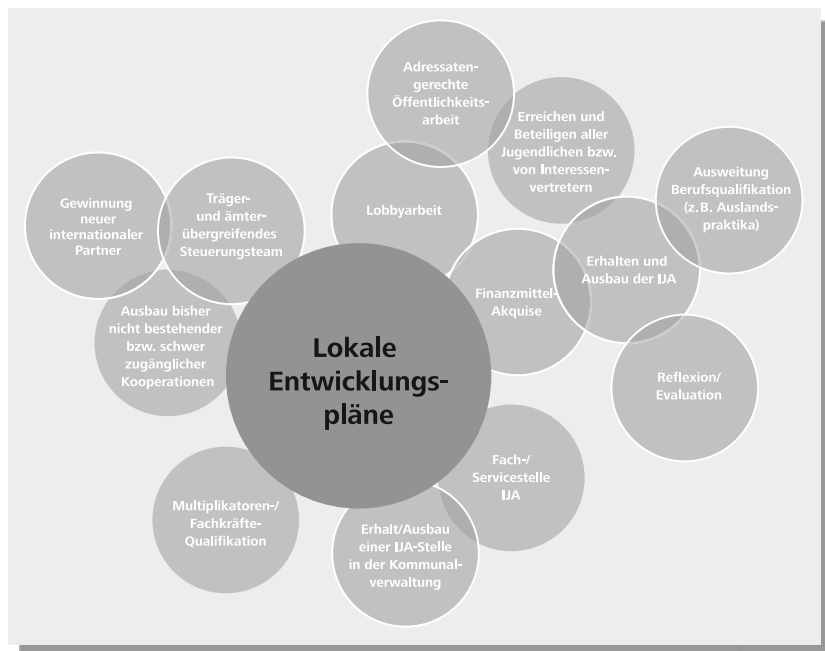 Adressaten-
gerechte
Öffentlichkeits-
arbeit
Erreichen und
Beteiligen aller
Jugendlichen bzw.
von Interessen-
vertretern
Ausweitung
Berufsqualifikation
(z.B. Auslands-
praktika)
Gewinnung
neuer
internationaler
Partner
Träger-
und ämter-
übergreifendes
Steuerungsteam
Lobbyarbeit
Erhalten und
Ausbau der IJA
Finanzmittel-
Akquise
Ausbau bisher
nicht bestehender
bzw. schwer
zugänglicher
Kooperationen
Lokale
Entwicklungs-
pläne
Reflexion/
Evaluation
Fach-/
Servicestelle
IJA
Multiplikatoren-/
Fachkräfte-
Qualifikation
Erhalt/Ausbau
einer IJA-Stelle
in der Kommunal-
verwaltung